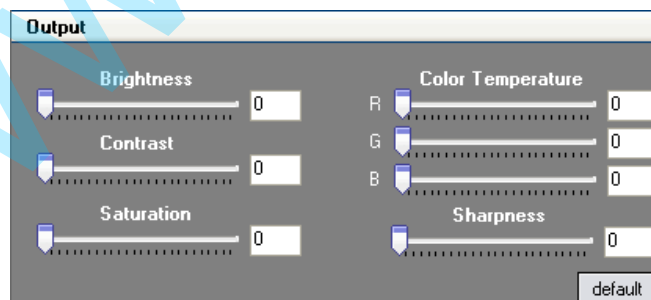 Output
Brightness
0
Contrast
0
Saturation
0
Color Temperature
R 0
G 0
B 0
Sharpness
0
default